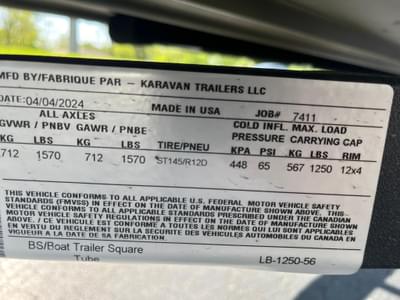 MFD BY/FABRIQUE PAR – KARAVAN TRAILERS LLC
DATE: 04/04/2024 MADE IN USA JOB# 7411
ALL AXLES COLD INFL. MAX. LOAD
GVWR / PNBV GAWR / PNBE TIRE/PNEU PRESSURE CARRYING CAP
KG LBS KG LBS KPA PSI KG LBS RIM
712 1570 712 1570 ST145/R12D 448 65 567 1250 12x4
THIS VEHICLE CONFORMS TO ALL APPLICABLE U.S. FEDERAL MOTOR VEHICLE SAFETY
STANDARDS (FMVSS) IN EFFECT ON THE DATE OF MANUFACTURE SHOWN ABOVE
THIS VEHICLE CONFORMS TO ALL APPLICABLE STANDARDS PRESCRIBED UNDER THE CANADIAN
MOTOR VEHICLE SAFETY REGULATIONS IN EFFECT ON THE DATE OF MANUFACTURE
/ CE VEHICULE EST CONFORME A TOUTES LES NORMES QUI LUI SONT APPLICABLES
EN VERTU DU REGLEMENT SUR LA SECURITE DES VEHICULES AUTOMOBILES DU CANADA EN
VIGUEUR A LA DATE DE SA FABRICATION
BS/Boat Trailer Square
Tube LB-1250-56